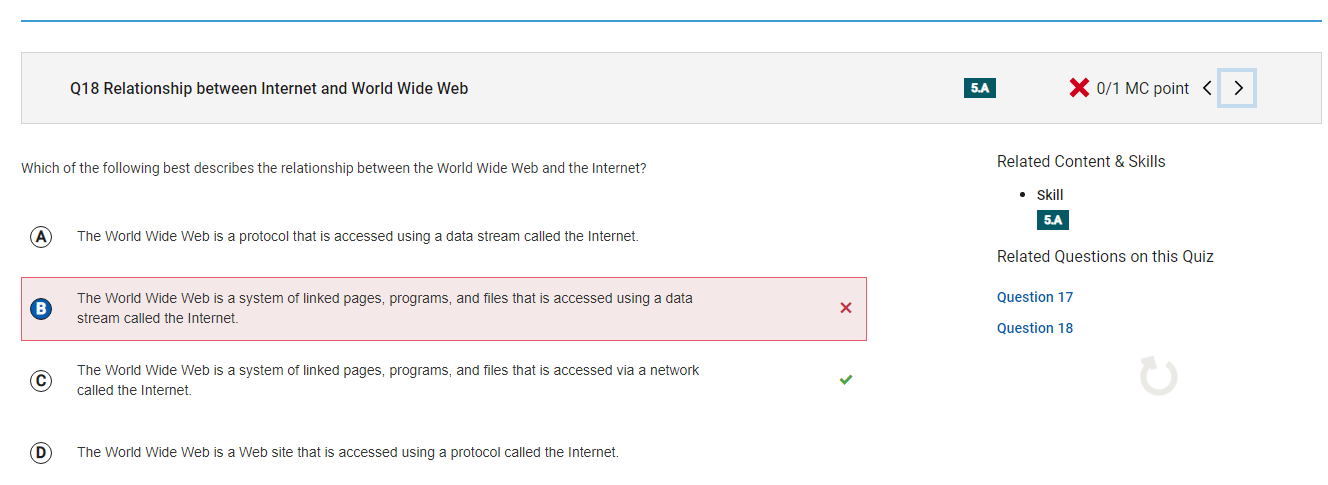 Q18 Relationship between Internet and World Wide Web
5.A
0/1 MC point
Which of the following best describes the relationship between the World Wide Web and the Internet?
A
The World Wide Web is a protocol that is accessed using a data stream called the Internet.
B
The World Wide Web is a system of linked pages, programs, and files that is accessed using a data
stream called the Internet.
C
The World Wide Web is a system of linked pages, programs, and files that is accessed via a network
called the Internet.
D
The World Wide Web is a Web site that is accessed using a protocol called the Internet.
Related Content & Skills
• Skill
5.A
Related Questions on this Quiz
Question 17
Question 18